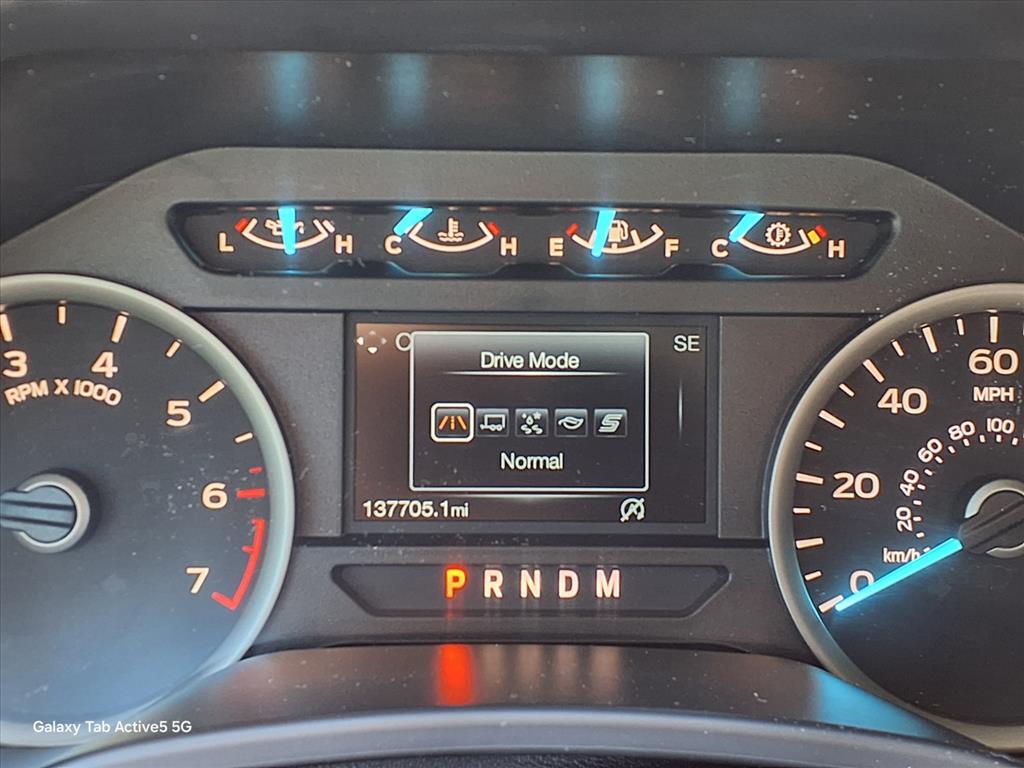 L H C H E F C H
3 4 5 6 7
RPM X 1000
SE
Drive Mode
Normal
137705.1mi
P R N D M
0 20 40 60
MPH
20 40 60 80 100
km/h
Galaxy Tab Active5 5G